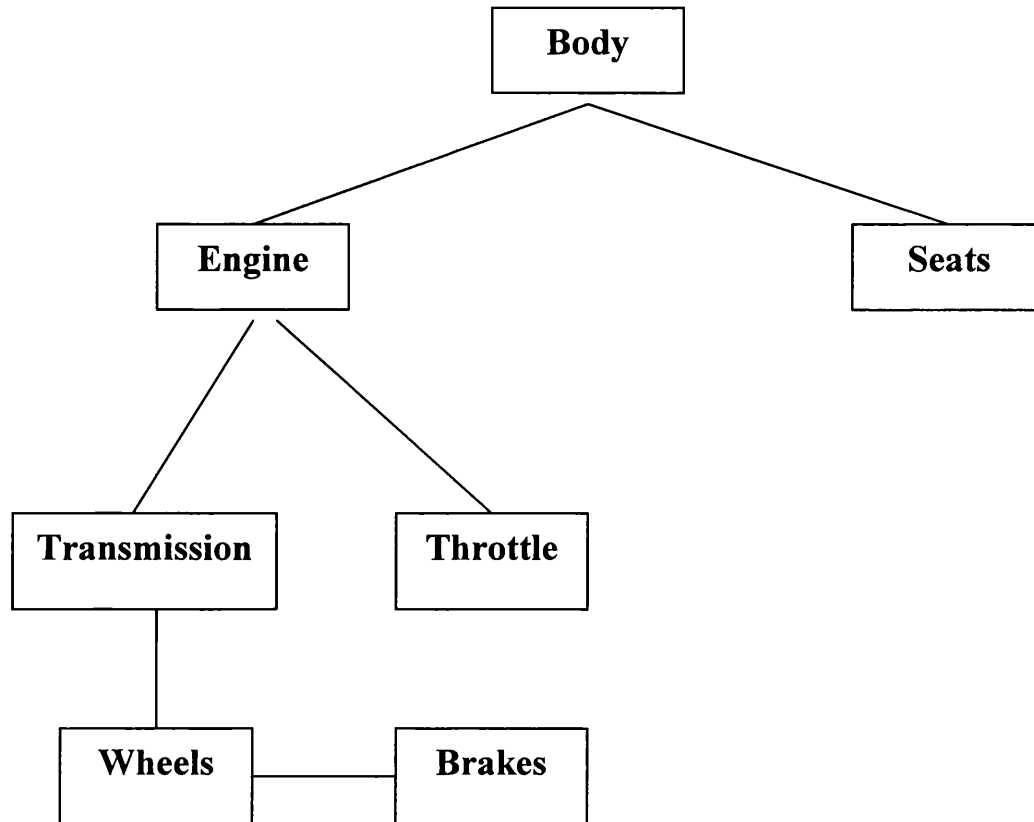 Body
Engine
Seats
Transmission
Throttle
Wheels
Brakes